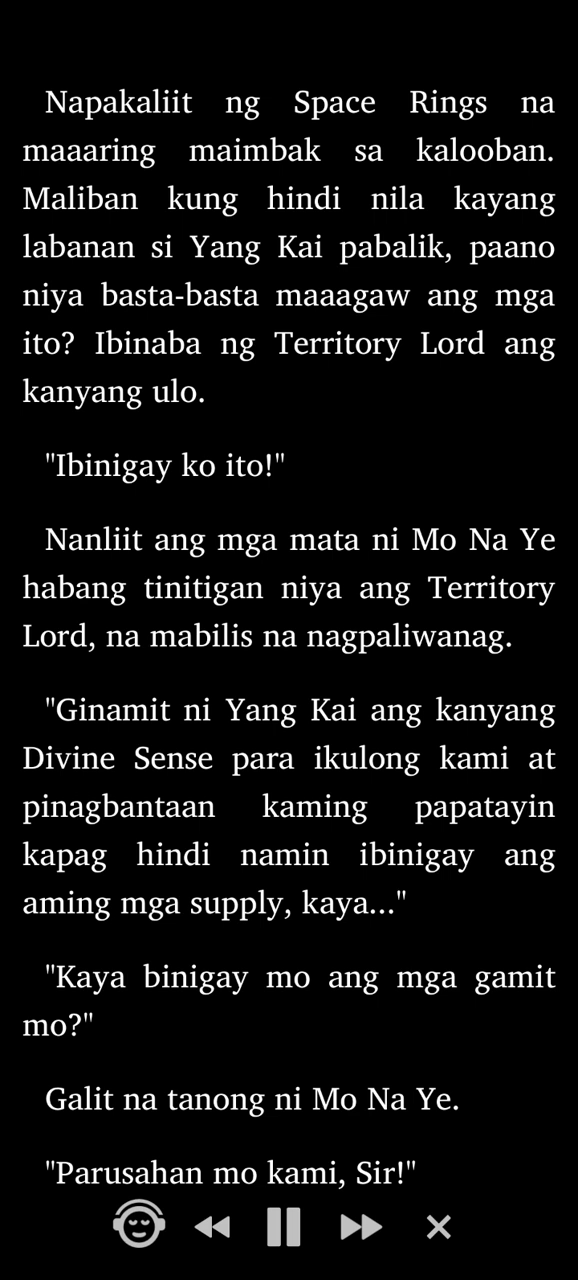 Napakaliit ng Space Rings na
maaaring maimbak sa kalooban.
Maliban kung hindi nila kayang
labanan si Yang Kai pabalik, paano
niya basta-basta maaagaw ang mga
ito? Ibinaba ng Territory Lord ang
kanyang ulo.
"Ibinigay ko ito!"
Nanliit ang mga mata ni Mo Na Ye
habang tinitigan niya ang Territory
Lord, na mabilis na nagpaliwanag.
"Ginamit ni Yang Kai ang kanyang
Divine Sense para ikulong kami at
pinagbantaan kaming papatayin
kapag hindi namin ibinigay ang
aming mga supply, kaya..."
"Kaya binigay mo ang mga gamit
mo?"
Galit na tanong ni Mo Na Ye.
"Parusahan mo kami, Sir!"